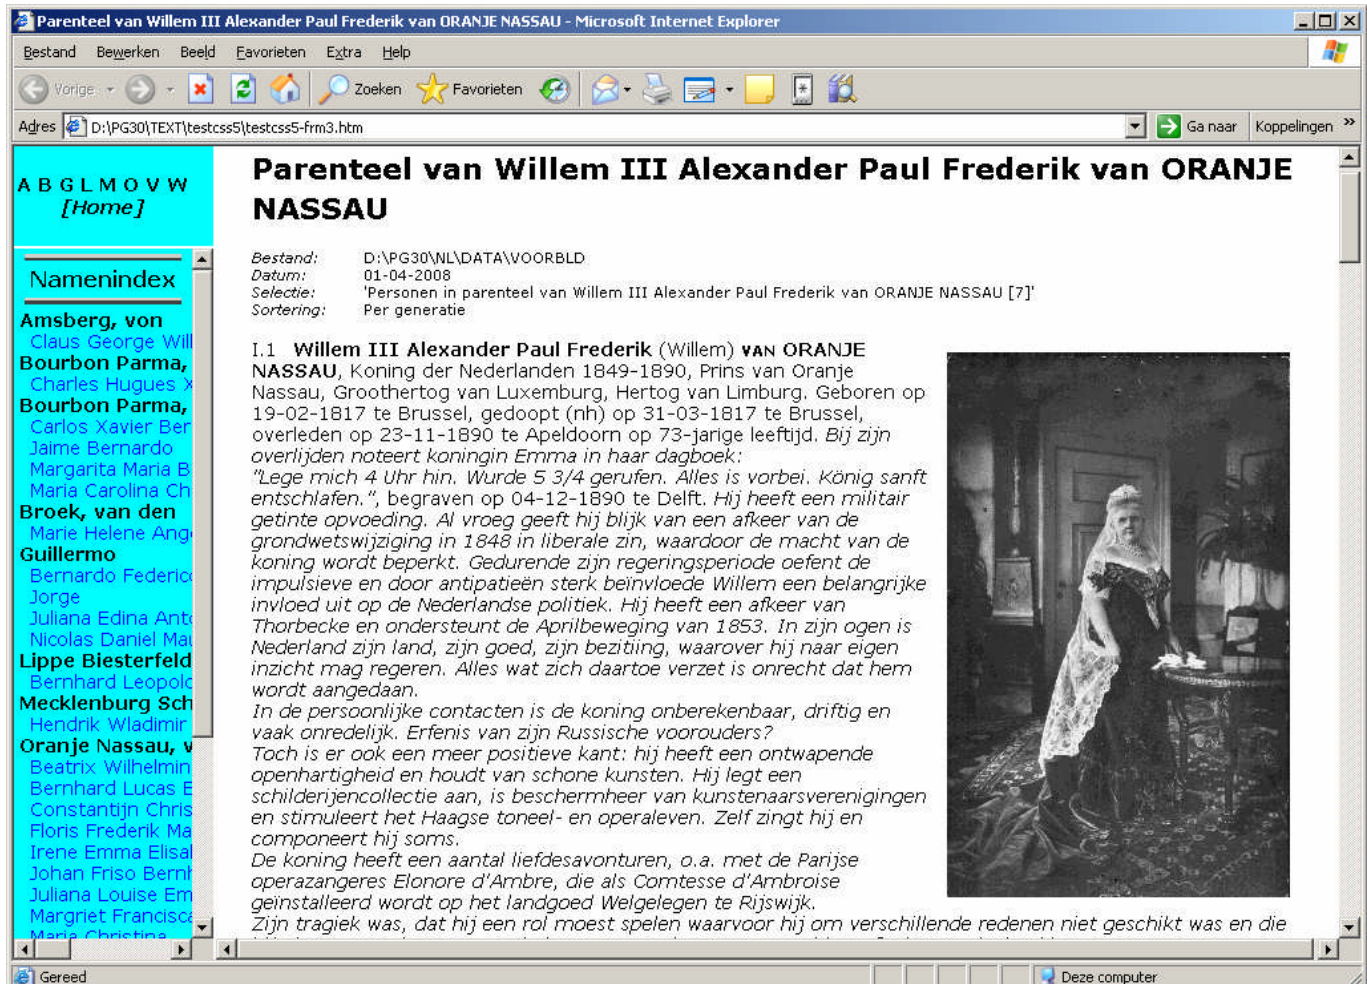 Parenteel van Willem III Alexander Paul Frederik van ORANJE NASSAU - Microsoft Internet Explorer
Bestand Bewerken Beeld Favorieten Extra Help
Vorige Zoeken Favorieten
Adres D:\PG30\TEXT\testcss5\testcss5-frm3.htm Ga naar Koppelingen »
A B G L M O V W
[Home]
Namenindex
Amsberg, von
Claus George Will
Bourbon Parma,
Charles Hugues X
Bourbon Parma,
Carlos Xavier Ber
Jaime Bernardo
Margarita Maria B
Maria Carolina Ch
Broek, van den
Marie Helene Ang
Guillermo
Bernardo Federico
Jorge
Juliana Edina Anto
Nicolas Daniel Mau
Lippe Biesterfeld
Bernhard Leopold
Mecklenburg Sch
Hendrik Wladimir
Oranje Nassau, v
Beatrix Wilhelmin
Bernhard Lucas E
Constantijn Chris
Floris Frederik Ma
Irene Emma Elisab
Johan Friso Bernh
Juliana Louise Em
Margriet Francisca
Maria Christina
Parenteel van Willem III Alexander Paul Frederik van ORANJE
NASSAU
Bestand: D:\PG30\NL\DATA\VOORBLD
Datum: 01-04-2008
Selectie: 'Personen in parenteel van Willem III Alexander Paul Frederik van ORANJE NASSAU [7]'
Sortering: Per generatie
I.1 Willem III Alexander Paul Frederik (Willem) VAN ORANJE
NASSAU, Koning der Nederlanden 1849-1890, Prins van Oranje
Nassau, Groothertog van Luxemburg, Hertog van Limburg. Geboren op
19-02-1817 te Brussel, gedoopt (nh) op 31-03-1817 te Brussel,
overleden op 23-11-1890 te Apeldoorn op 73-jarige leeftijd. Bij zijn
overlijden noteert koningin Emma in haar dagboek:
"Lege mich 4 Uhr hin. Wurde 5 3/4 gerufen. Alles is vorbei. König sanft
entschlafen.", begraven op 04-12-1890 te Delft. Hij heeft een militair
getinte opvoeding. Al vroeg geeft hij blijk van een afkeer van de
grondwetswijziging in 1848 in liberale zin, waardoor de macht van de
koning wordt beperkt. Gedurende zijn regeringsperiode oefent de
impulsieve en door antipatieën sterk beïnvloede Willem een belangrijke
invloed uit op de Nederlandse politiek. Hij heeft een afkeer van
Thorbecke en ondersteunt de Aprilbeweging van 1853. In zijn ogen is
Nederland zijn land, zijn goed, zijn bezitiing, waarover hij naar eigen
inzicht mag regeren. Alles wat zich daartoe verzet is onrecht dat hem
wordt aangedaan.
In de persoonlijke contacten is de koning onberekenbaar, driftig en
vaak onredelijk. Erfenis van zijn Russische voorouders?
Toch is er ook een meer positieve kant: hij heeft een ontwapende
openhartigheid en houdt van schone kunsten. Hij legt een
schilderijencollectie aan, is beschermheer van kunstenaarsverenigingen
en stimuleert het Haagse toneel- en operaleven. Zelf zingt hij en
componeert hij soms.
De koning heeft een aantal liefdesavonturen, o.a. met de Parijse
operazangeres Elonore d'Ambre, die als Comtesse d'Ambroise
geïnstalleerd wordt op het landgoed Welgelegen te Rijswijk.
Zijn tragiek was, dat hij een rol moest spelen waarvoor hij om verschillende redenen niet geschikt was en die
Gereed Deze computer